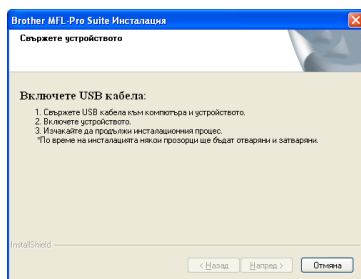 Brother MFL-Pro Suite Инсталация
Свържете устройството
Включете USB кабела:
1. Свържете USB кабела към компютъра и устройството.
2. Включете устройството.
3. Изчакайте да продължи инсталационния процес.
*По време на инсталацията някои прозорци ще бъдат отваряни и затваряни.
InstallShield
< Назад Напред > Отмяна